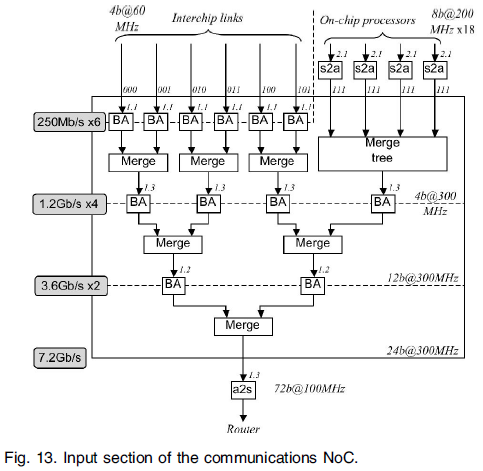 4b@60 MHz
Interchip links
On-chip processors
8b@200 MHz x18
2.1 2.1 2.1 2.1
s2a s2a s2a s2a
000 001 010 011 100 101 111 111 111 111
1.1 1.1 1.1 1.1 1.1 1.1
250Mb/s x6
BA BA BA BA BA BA
Merge Merge Merge
Merge tree
1.3 1.3 1.3 1.3
1.2Gb/s x4
BA BA BA BA
4b@300 MHz
Merge Merge
1.2 1.2
3.6Gb/s x2
BA BA
12b@300MHz
Merge
7.2Gb/s
24b@300MHz
1.3
a2s
72b@100MHz
Router
Fig. 13. Input section of the communications NoC.